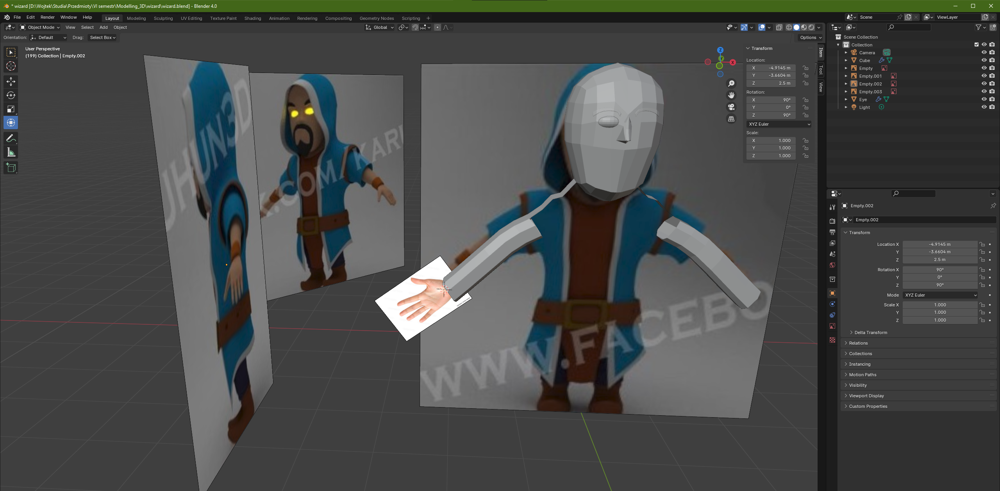 * wizard [D:\Wojtek\Studia\Przedmioty\VI semestr\Modelling_3D\wizard\wizard.blend] - Blender 4.0
File Edit Render Window Help Layout Modeling Sculpting UV Editing Texture Paint Shading Animation Rendering Compositing Geometry Nodes Scripting + Scene ViewLayer
Object Mode View Select Add Object Global
Orientation: Default Drag: Select Box Options
User Perspective
(199) Collection | Empty.002
JHUN3D
K.COM/KARI
WWW.FACEBO
Z
Y
X
Transform
Location:
X -4.9145 m
Y -3.6604 m
Z 2.5 m
Rotation:
X 90°
Y 0°
Z 90°
XYZ Euler
Scale:
X 1.000
Y 1.000
Z 1.000
Item
Tool
View
Scene Collection
Collection
Camera
Cube
Empty
Empty.001
Empty.002
Empty.003
Eye
Light
Empty.002
Empty.002
Transform
Location X -4.9145 m
Y -3.6604 m
Z 2.5 m
Rotation X 90°
Y 0°
Z 90°
Mode XYZ Euler
Scale X 1.000
Y 1.000
Z 1.000
Delta Transform
Relations
Collections
Instancing
Motion Paths
Visibility
Viewport Display
Custom Properties